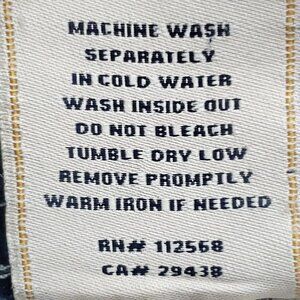 MACHINE WASH
SEPARATELY
IN COLD WATER
WASH INSIDE OUT
DO NOT BLEACH
TUMBLE DRY LOW
REMOVE PROMPTLY
WARM IRON IF NEEDED
RN# 112568
CA# 29438